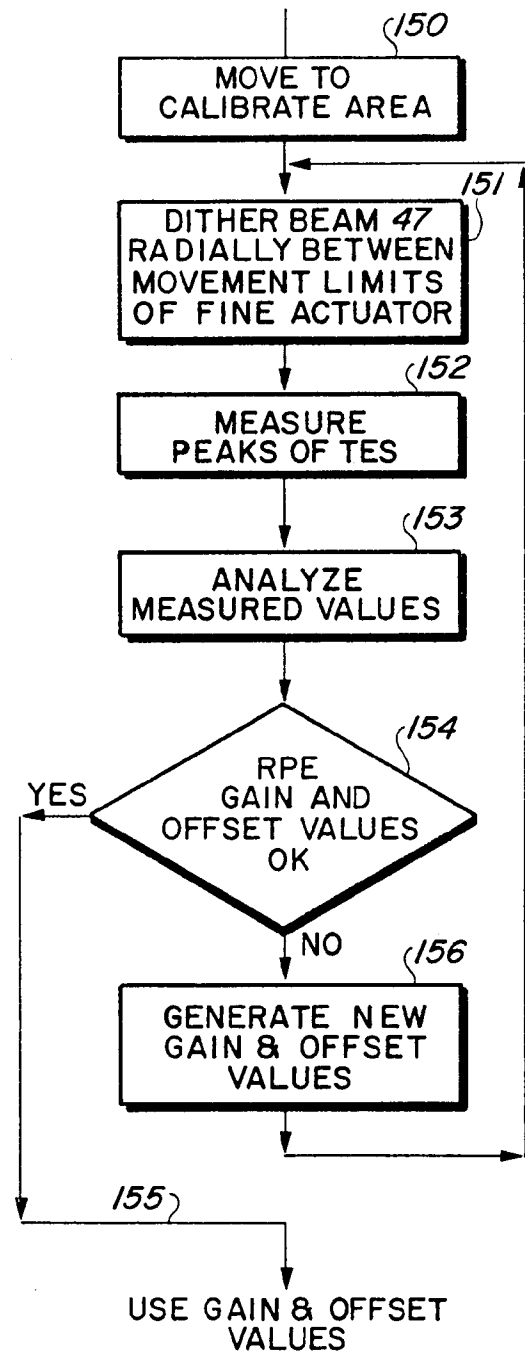 150
MOVE TO
CALIBRATE AREA
151
DITHER BEAM 47
RADIALLY BETWEEN
MOVEMENT LIMITS
OF FINE ACTUATOR
152
MEASURE
PEAKS OF TES
153
ANALYZE
MEASURED VALUES
154
YES
RPE
GAIN AND
OFFSET VALUES
OK
NO
156
GENERATE NEW
GAIN & OFFSET
VALUES
155
USE GAIN & OFFSET
VALUES